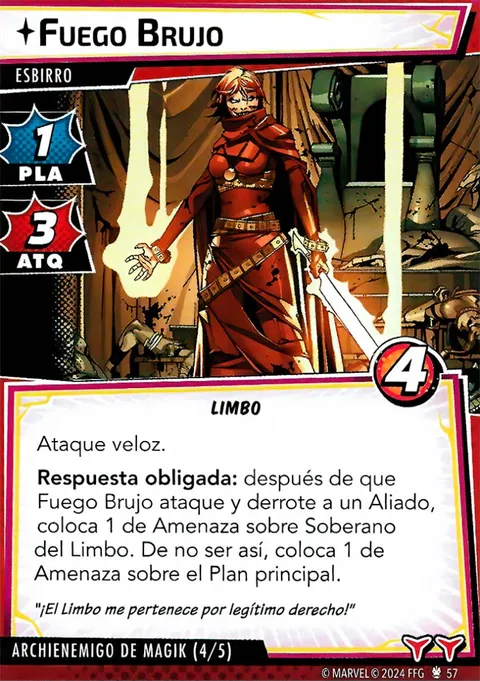 Fuego Brujo
ESBIRRO
1
PLA
3
ATQ
4
LIMBO
Ataque veloz.
Respuesta obligada: después de que
Fuego Brujo ataque y derrote a un Aliado,
coloca 1 de Amenaza sobre Soberano
del Limbo. De no ser así, coloca 1 de
Amenaza sobre el Plan principal.
"¡El Limbo me pertenece por legítimo derecho!"
ARCHIENEMIGO DE MAGIK (4/5)
© MARVEL © 2024 FFG 57